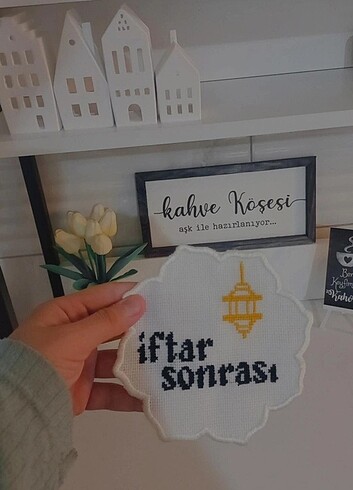 kahve Köşesi
aşk ile hazırlanıyor...
iftar
sonrası